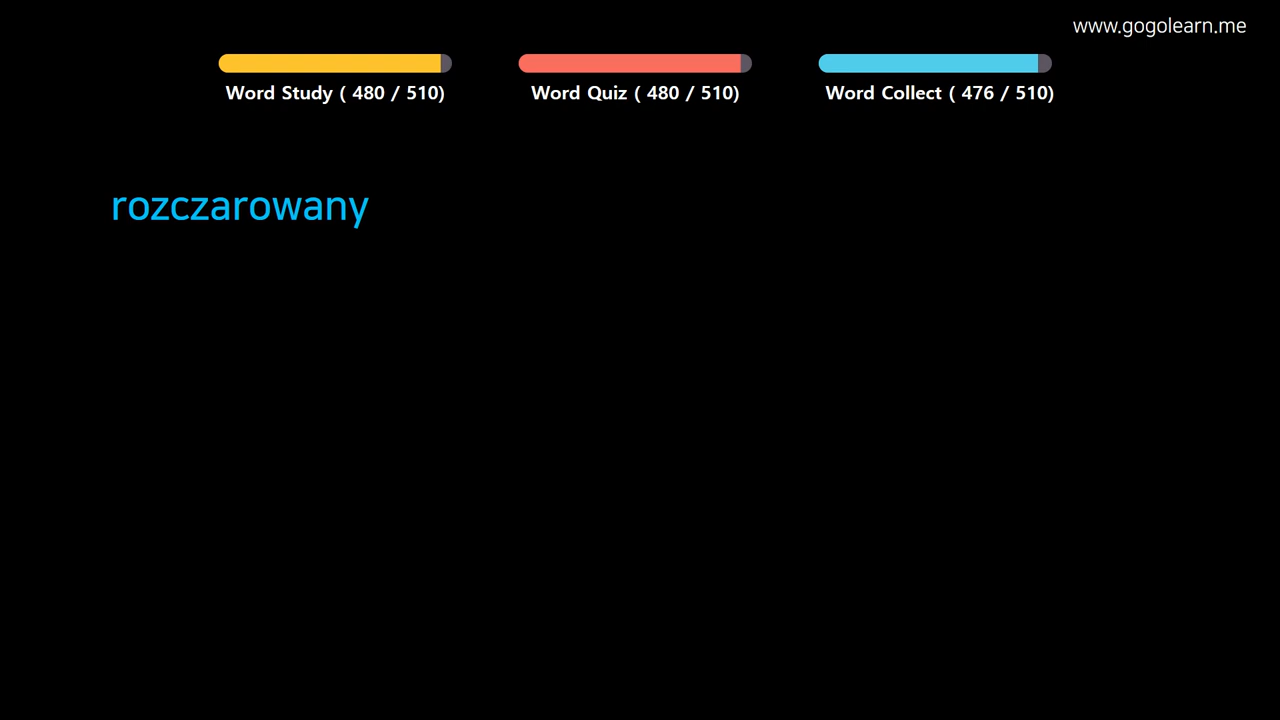 www.gogolearn.me
Word Study ( 480 / 510)
Word Quiz ( 480 / 510)
Word Collect ( 476 / 510)
rozczarowany